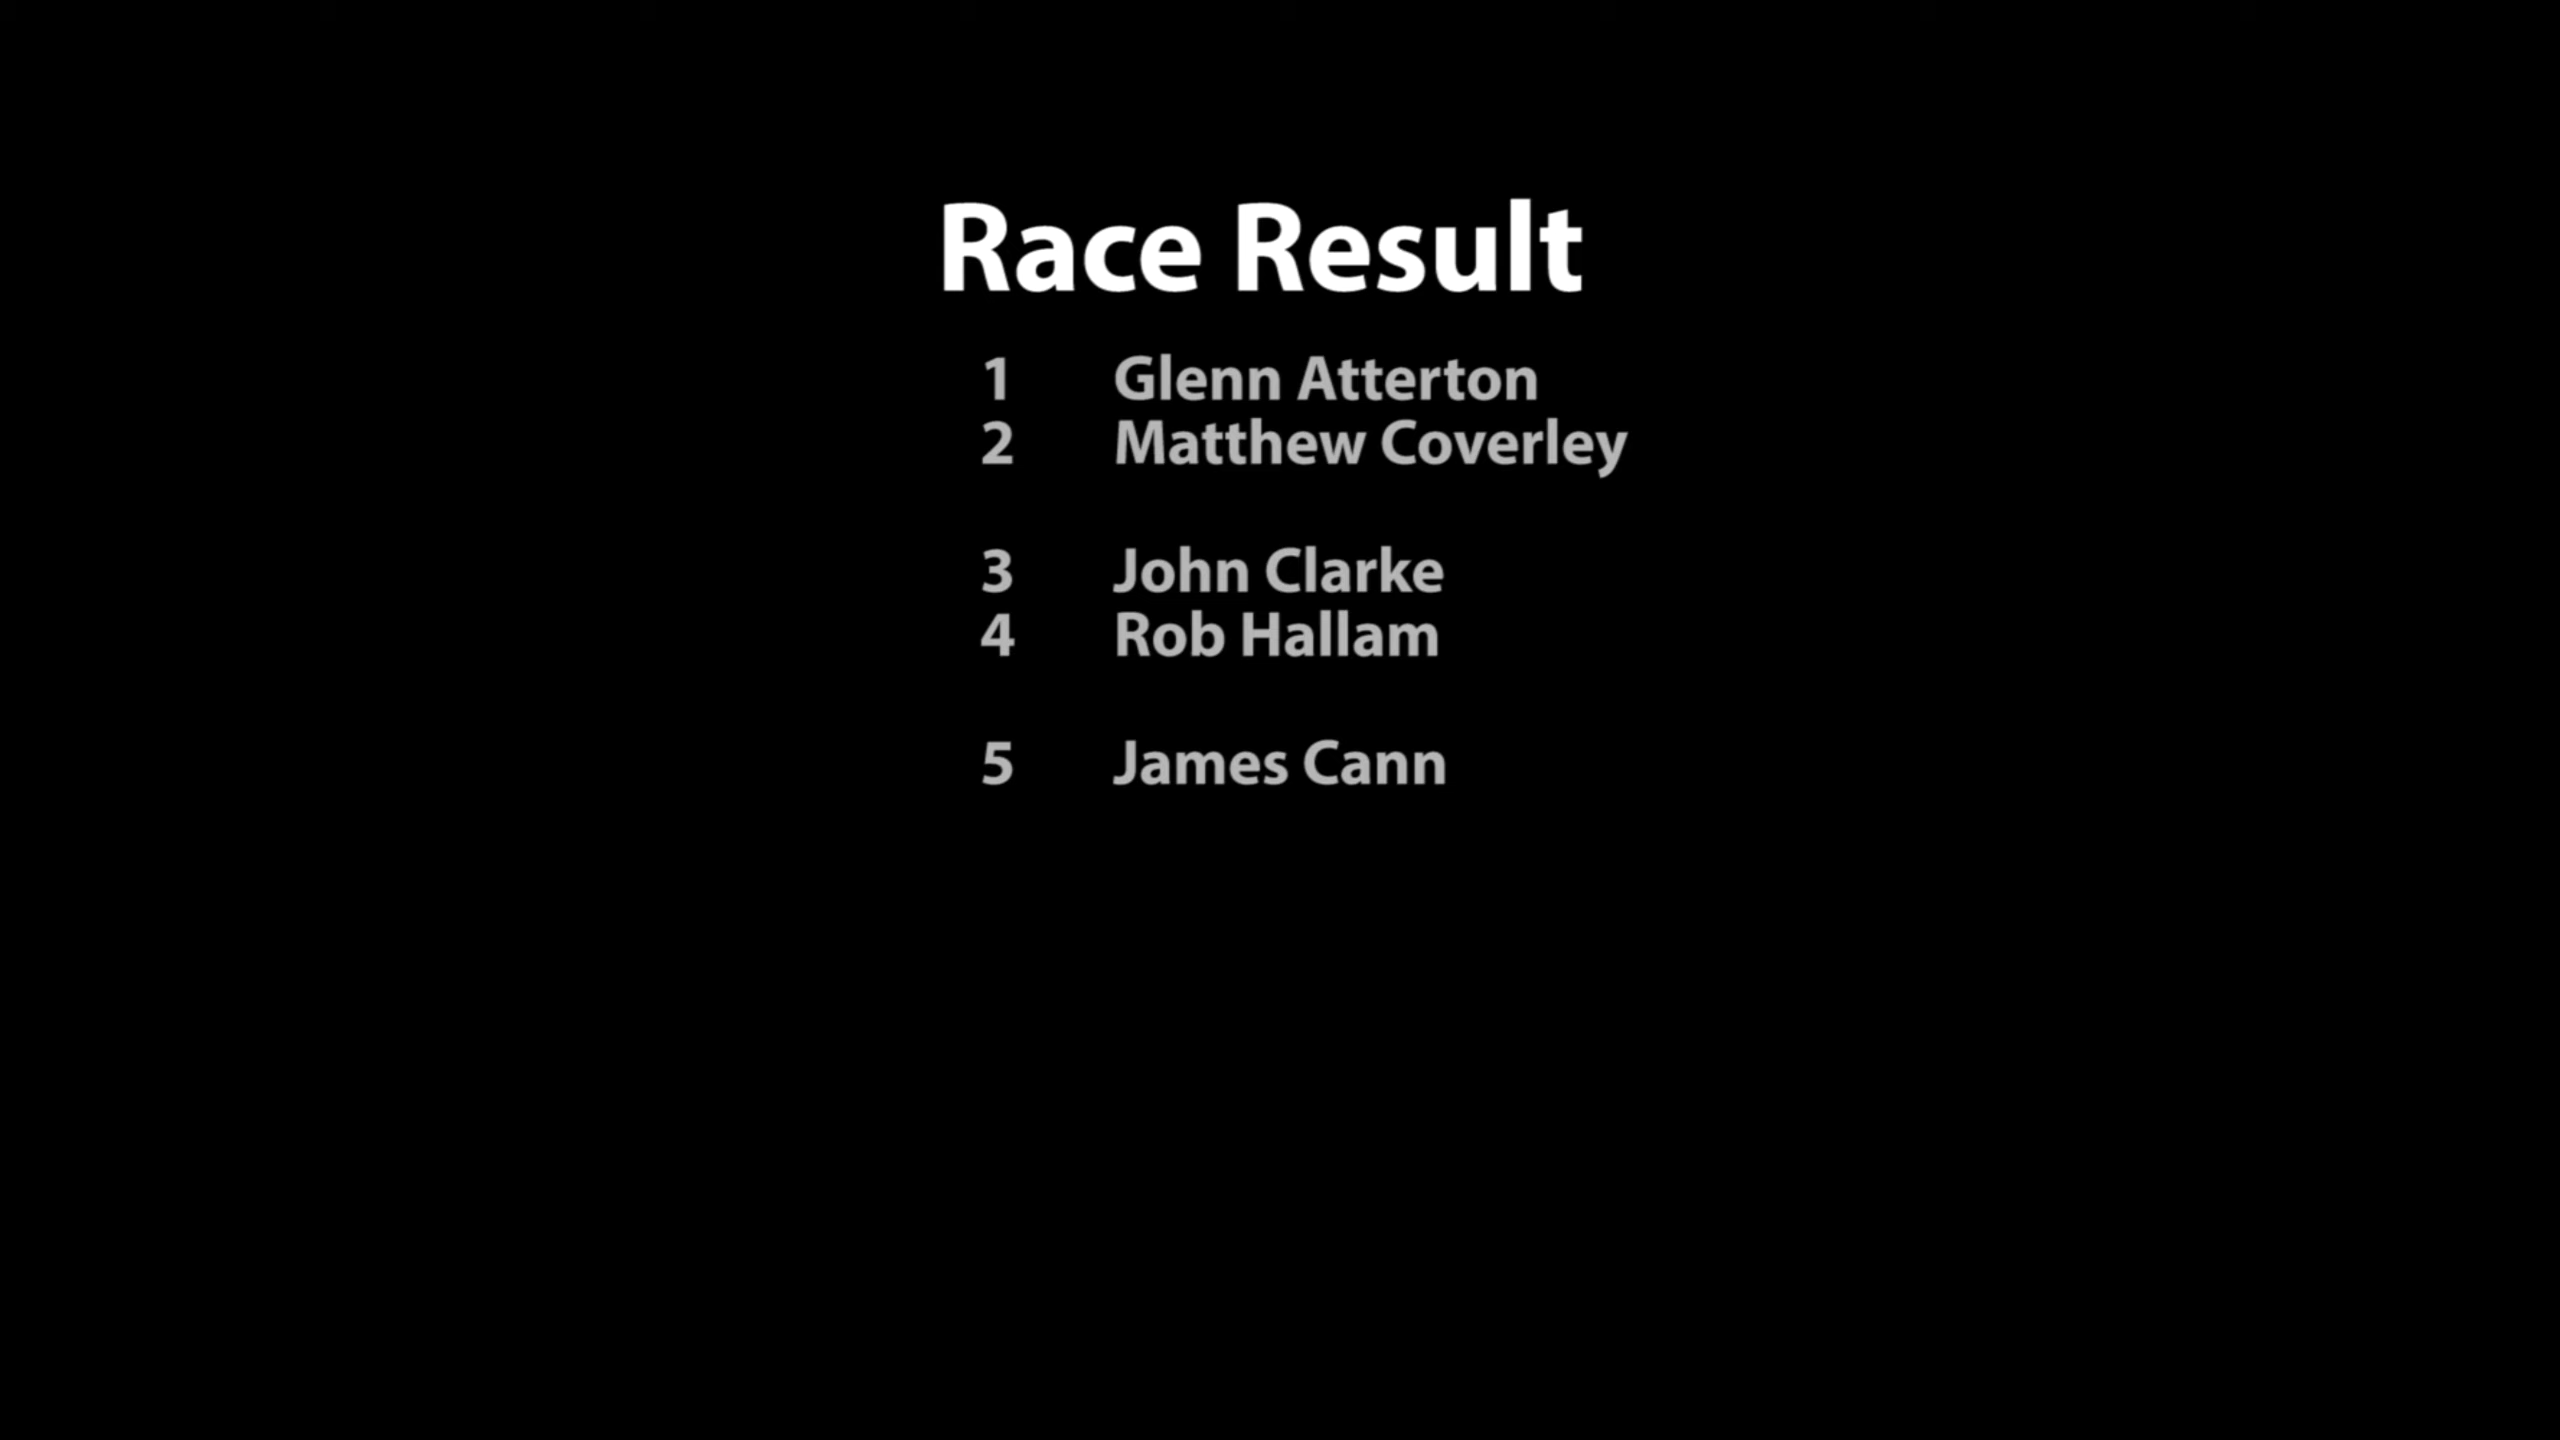 Race Result
1 Glenn Atterton
2 Matthew Coverley
3 John Clarke
4 Rob Hallam
5 James Cann